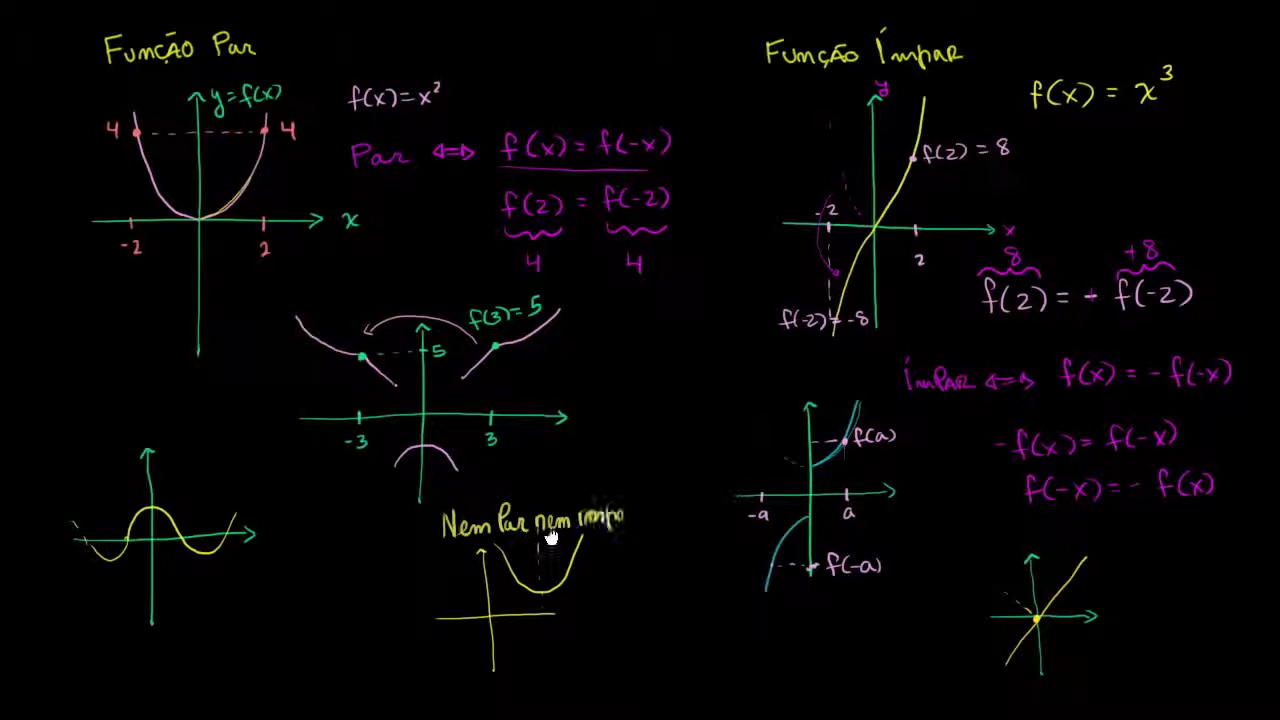 Função Par
y=f(x)
f(x)=x²
4
4
Par ⇔ f(x) = f(-x)
f(2) = f(-2)
4
4
-2
2
x
f(3)=5
5
-3
3
Nem Par nem
Função Ímpar
f(x) = x³
y
f(2) = 8
-2
x
2
8
+8
f(2) = + f(-2)
f(-2) = -8
Ímpar ⇔ f(x) = - f(-x)
f(a)
-f(x) = f(-x)
-a
a
f(-x) = - f(x)
f(-a)